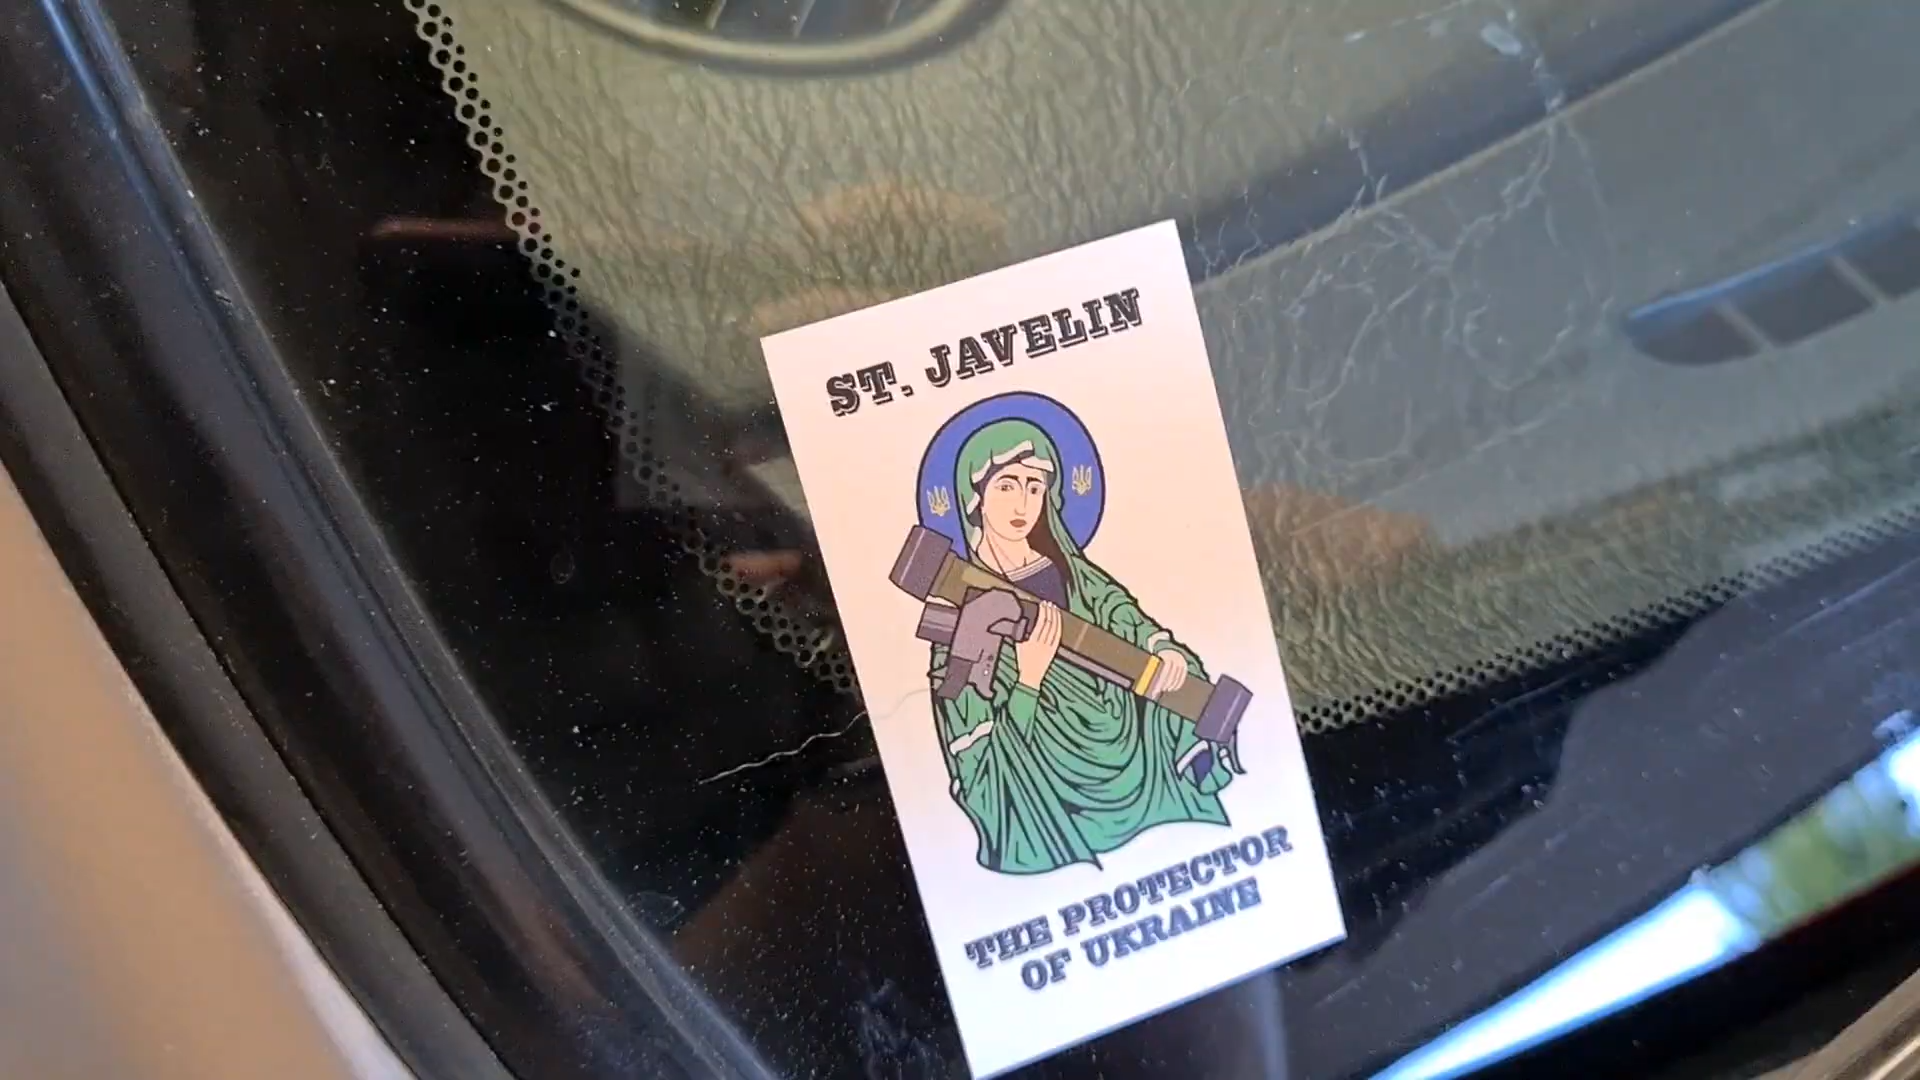 ST. JAVELIN
THE PROTECTOR
OF UKRAINE